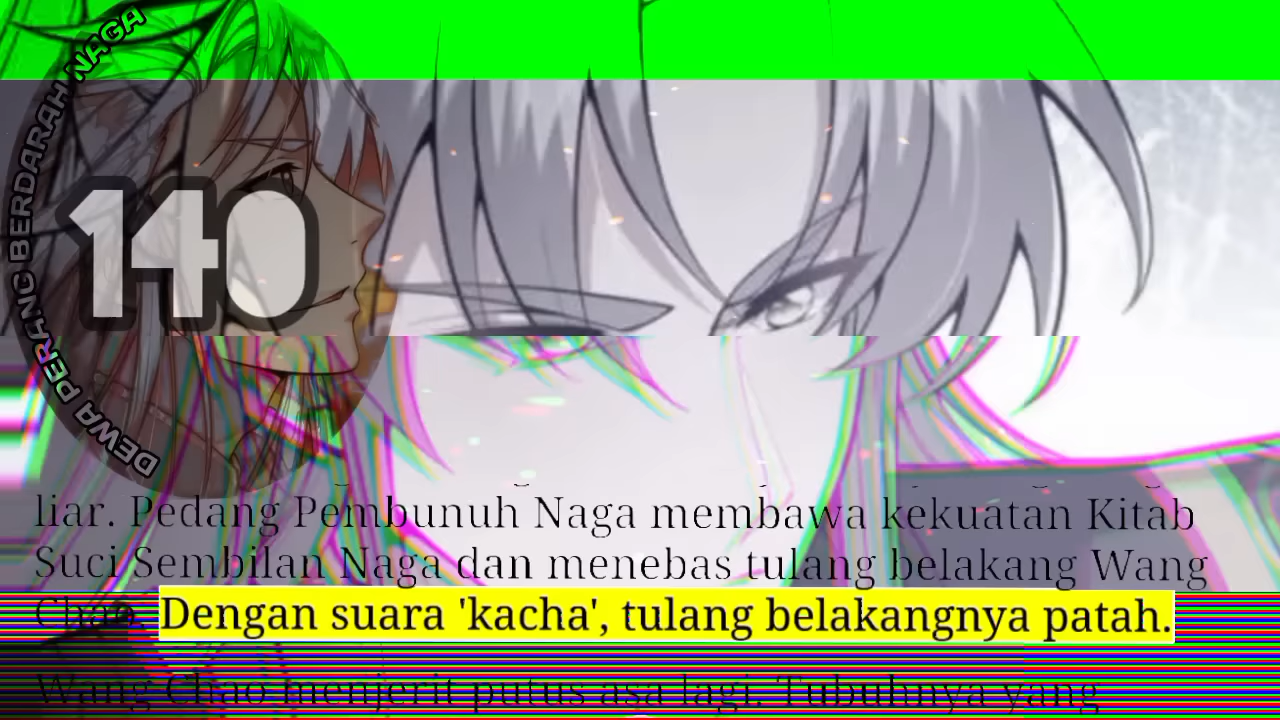 DEWA PERANG BERDARAH NAGA
140
liar. Pedang Pembunuh Naga membawa kekuatan Kitab
Suci Sembilan Naga dan menebas tulang belakang Wang
Chao. Dengan suara 'kacha', tulang belakangnya patah.
Wang Chao menjerit putus asa lagi. Tubuhnya yang